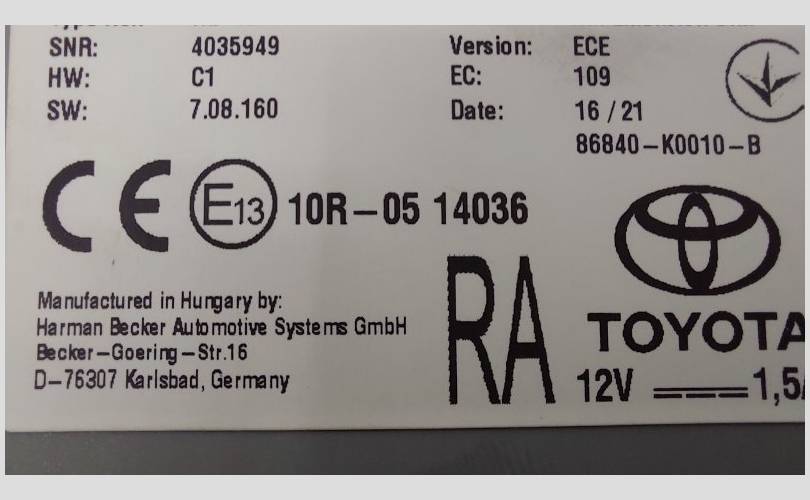 SNR: 4035949 Version: ECE
HW: C1 EC: 109
SW: 7.08.160 Date: 16 / 21
86840-K0010-B
CE E13 10R-05 14036
RA
TOYOTA
Manufactured in Hungary by:
Harman Becker Automotive Systems GmbH
Becker-Goering-Str.16
D-76307 Karlsbad, Germany
12V 1,5